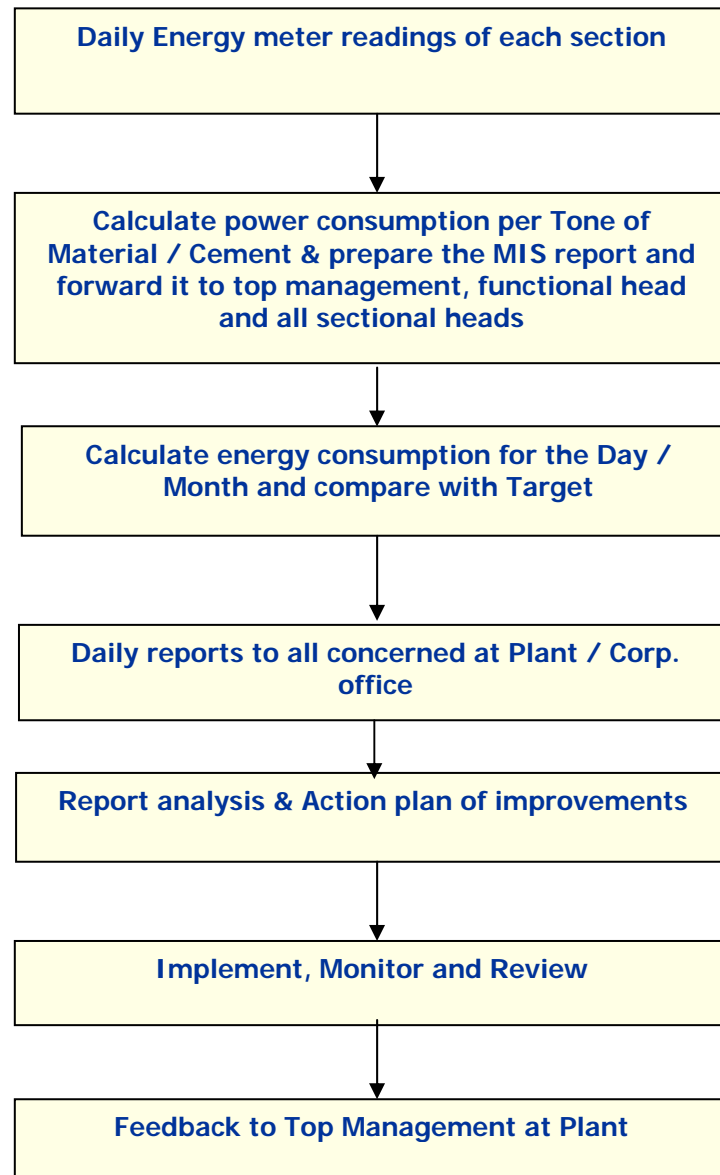 Daily Energy meter readings of each section
Calculate power consumption per Tone of
Material / Cement & prepare the MIS report and
forward it to top management, functional head
and all sectional heads
Calculate energy consumption for the Day /
Month and compare with Target
Daily reports to all concerned at Plant / Corp.
office
Report analysis & Action plan of improvements
Implement, Monitor and Review
Feedback to Top Management at Plant